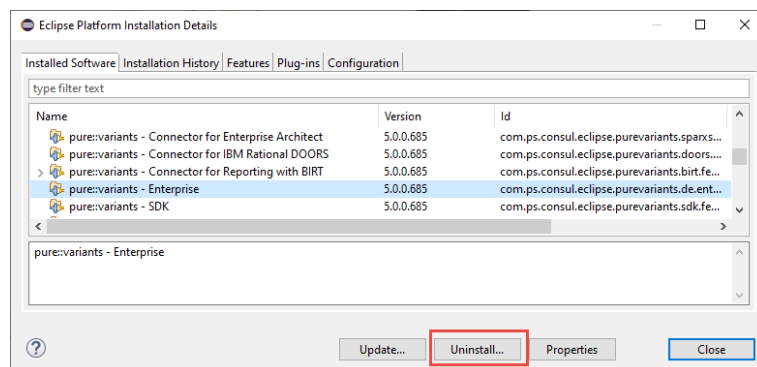 Eclipse Platform Installation Details
Installed Software Installation History Features Plug-ins Configuration
type filter text
Name Version Id
pure::variants - Connector for Enterprise Architect 5.0.0.685 com.ps.consul.eclipse.purevariants.sparxs...
pure::variants - Connector for IBM Rational DOORS 5.0.0.685 com.ps.consul.eclipse.purevariants.doors....
pure::variants - Connector for Reporting with BIRT 5.0.0.685 com.ps.consul.eclipse.purevariants.birt.fe...
pure::variants - Enterprise 5.0.0.685 com.ps.consul.eclipse.purevariants.de.ent...
pure::variants - SDK 5.0.0.685 com.ps.consul.eclipse.purevariants.sdk.fe...
pure::variants - Enterprise
? Update... Uninstall... Properties Close